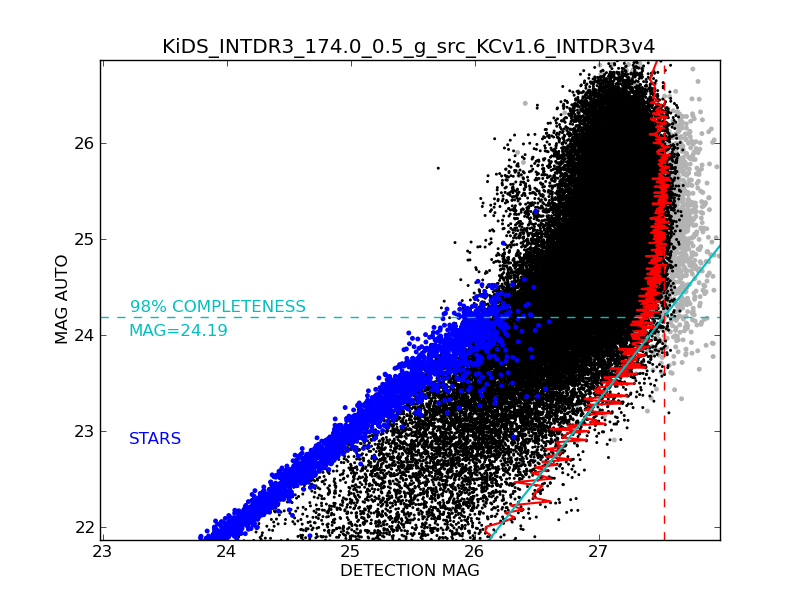 KiDS_INTDR3_174.0_0.5_g_src_KCv1.6_INTDR3v4
26
25
24
23
22
MAG AUTO
98% COMPLETENESS
MAG=24.19
STARS
23
24
25
26
27
DETECTION MAG